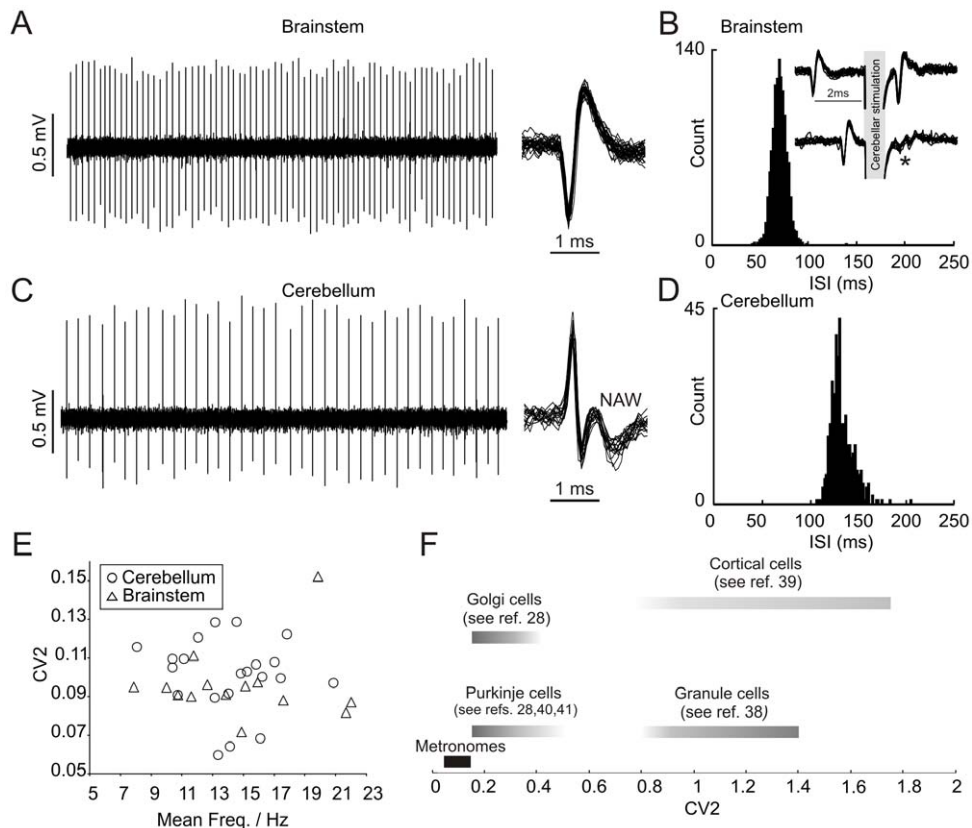 A
Brainstem
0.5 mV
1 ms
B
Brainstem
140
Count
0
2ms
Cerebellar stimulation
*
0 50 100 150 200 250
ISI (ms)
C
Cerebellum
0.5 mV
NAW
1 ms
D
Cerebellum
45
Count
0
0 50 100 150 200 250
ISI (ms)
E
Cerebellum
Brainstem
CV2
0.15
0.13
0.11
0.09
0.07
0.05
5 7 9 11 13 15 17 19 21 23
Mean Freq. / Hz
F
Cortical cells
(see ref. 39)
Golgi cells
(see ref. 28)
Purkinje cells
(see refs. 28,40,41)
Granule cells
(see ref. 38)
Metronomes
0 0.2 0.4 0.6 0.8 1 1.2 1.4 1.6 1.8 2
CV2